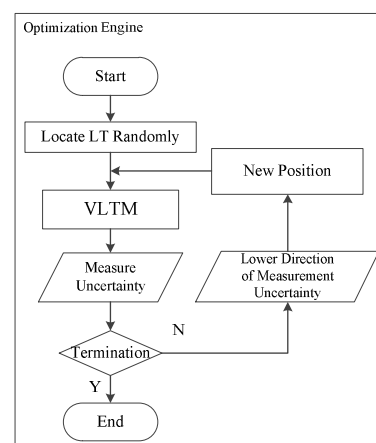 Optimization Engine
Start
Locate LT Randomly
New Position
VLTM
Measure
Uncertainty
Lower Direction
of Measurement
Uncertainty
N
Termination
Y
End